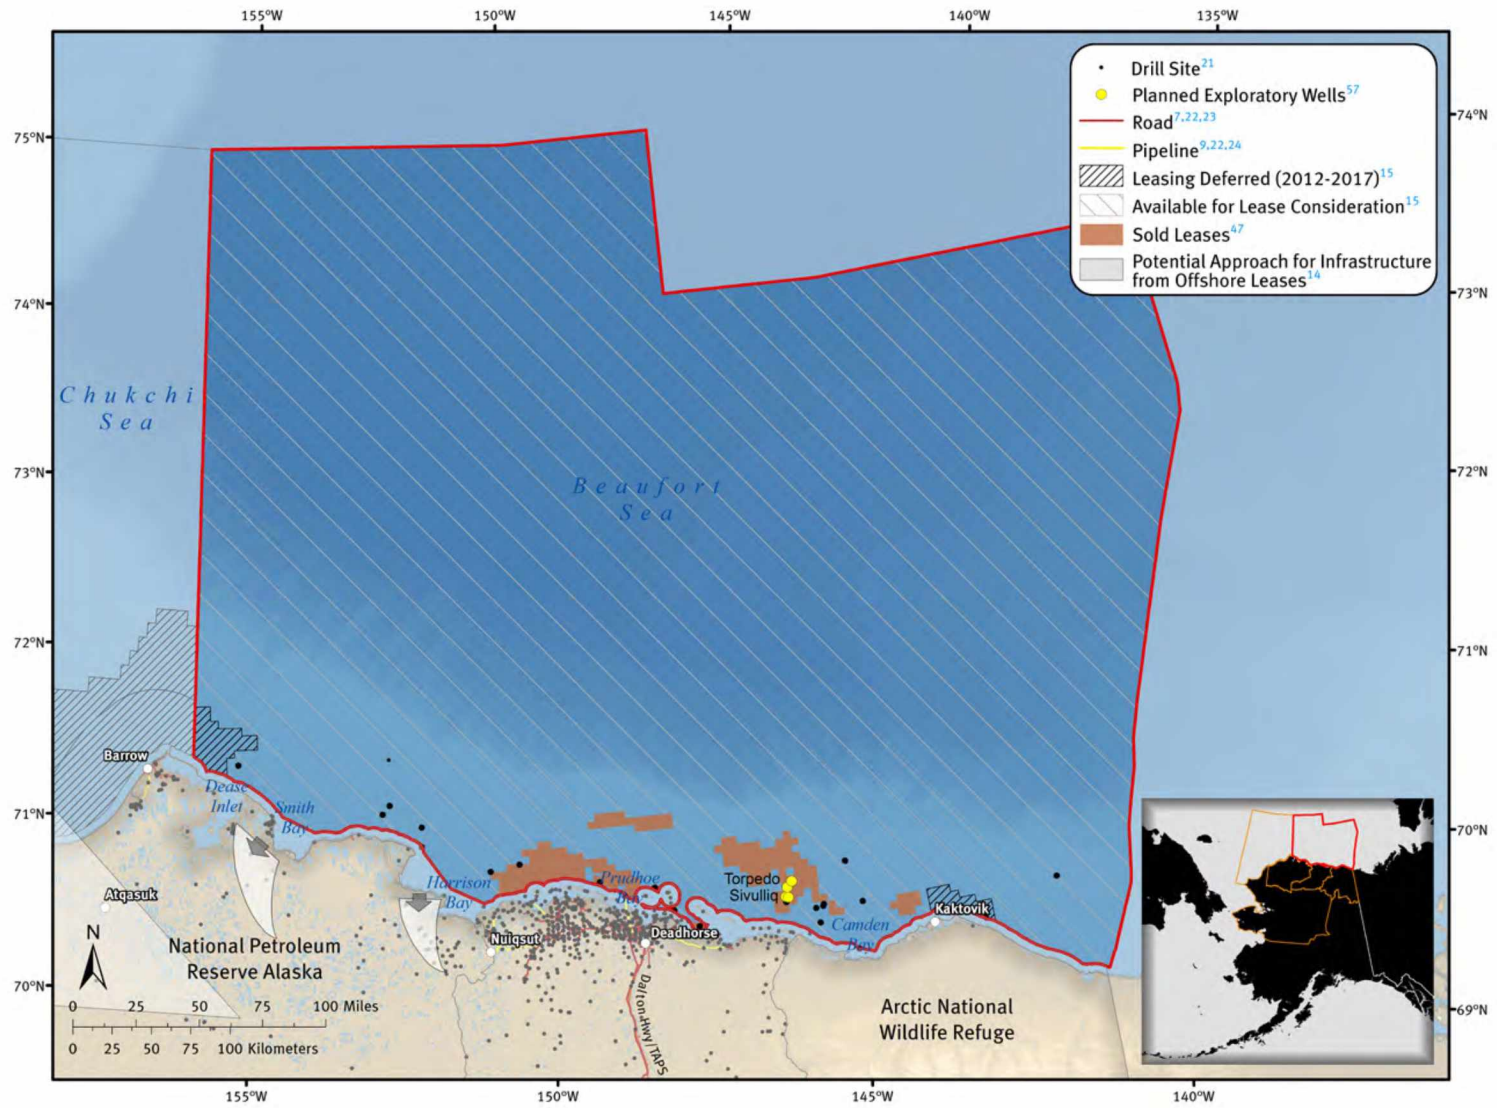 155°W 150°W 145°W 140°W 135°W
Drill Site21
Planned Exploratory Wells57
Road7,22,23
Pipeline9,22,24
Leasing Deferred (2012-2017)15
Available for Lease Consideration15
Sold Leases47
Potential Approach for Infrastructure
from Offshore Leases14
75°N
74°N
73°N
72°N
71°N
70°N
74°N
73°N
72°N
71°N
70°N
69°N
Chukchi
Sea
Beaufort
Sea
Barrow
Dease
Inlet
Smith
Bay
Harrison
Bay
Prudhoe
Bay
Torpedo
Sivulliq
Camden
Bay
Kaktovik
Atqasuk
Nuiqsut
Deadhorse
N
National Petroleum
Reserve Alaska
Dalton Hwy/TAPS
Arctic National
Wildlife Refuge
0 25 50 75 100 Miles
0 25 50 75 100 Kilometers
155°W 150°W 145°W 140°W